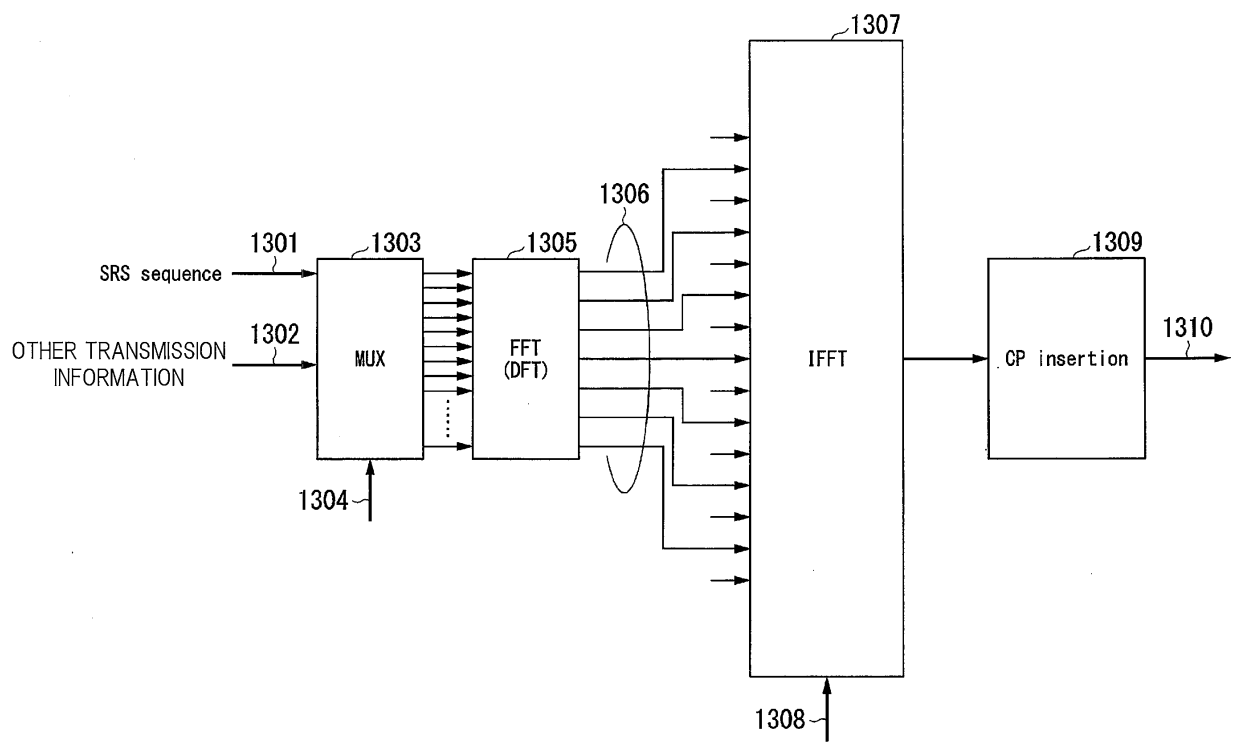 1307
1306
1301
1303
1305
1309
SRS sequence
1302
1310
OTHER TRANSMISSION
INFORMATION
MUX
FFT
(DFT)
IFFT
CP insertion
1304
1308